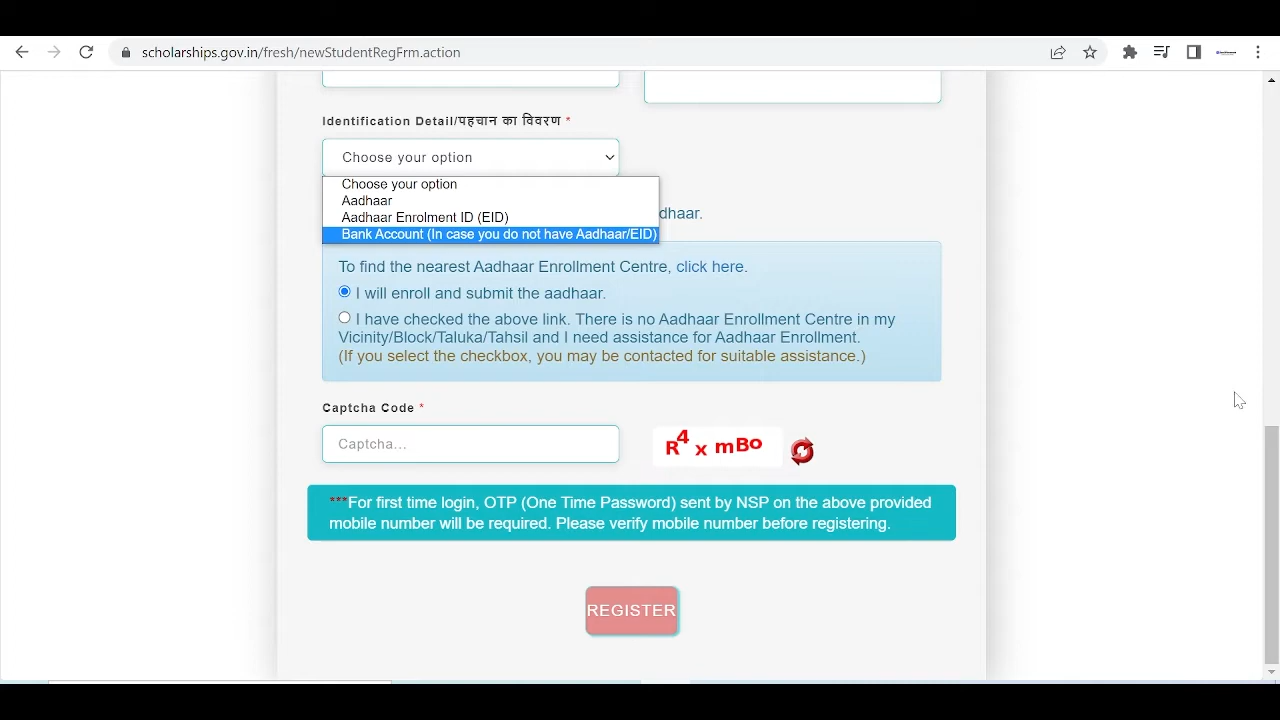 scholarships.gov.in/fresh/newStudentRegFrm.action
Identification Detail/पहचान का विवरण *
Choose your option
Choose your option
Aadhaar
Aadhaar Enrolment ID (EID)
dhaar.
Bank Account (In case you do not have Aadhaar/EID)
To find the nearest Aadhaar Enrollment Centre, click here.
I will enroll and submit the aadhaar.
I have checked the above link. There is no Aadhaar Enrollment Centre in my
Vicinity/Block/Taluka/Tahsil and I need assistance for Aadhaar Enrollment.
(If you select the checkbox, you may be contacted for suitable assistance.)
Captcha Code *
Captcha...
R4xmBo
***For first time login, OTP (One Time Password) sent by NSP on the above provided
mobile number will be required. Please verify mobile number before registering.
REGISTER